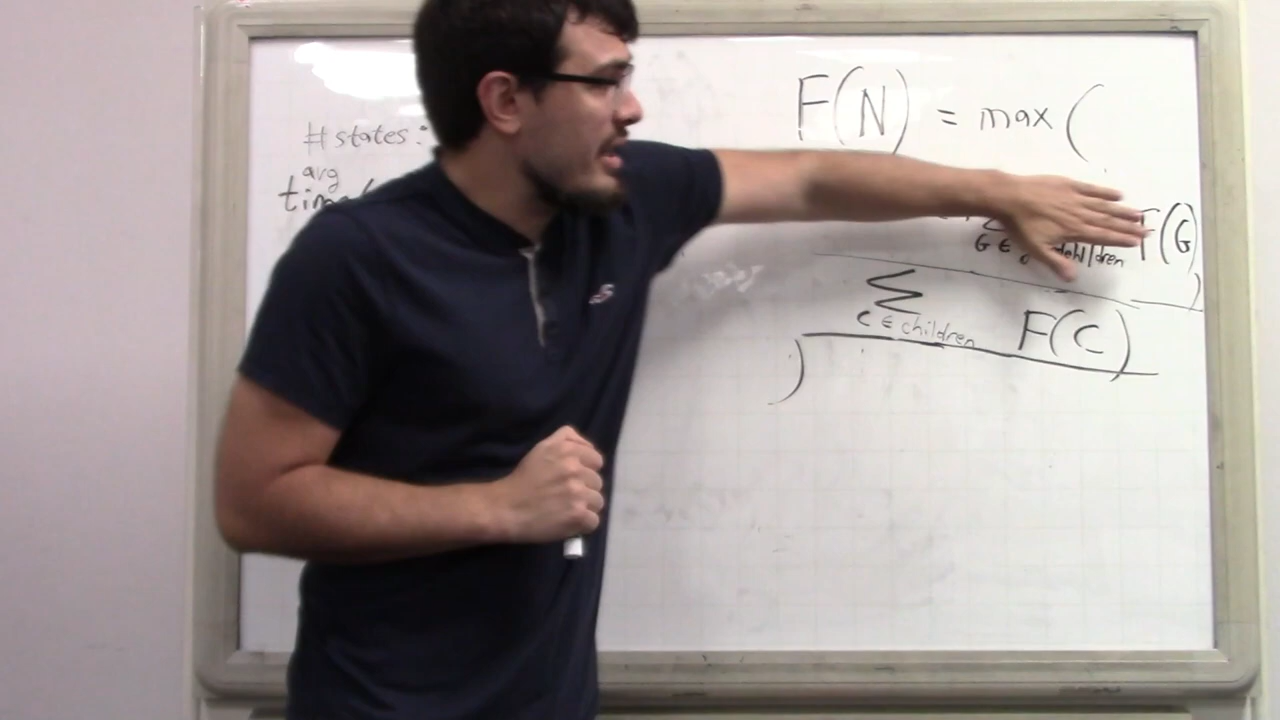 # states:
avg
F(N) = max (
Σ F(G)
G ∈
)
Σ F(C)
C ∈ children
)